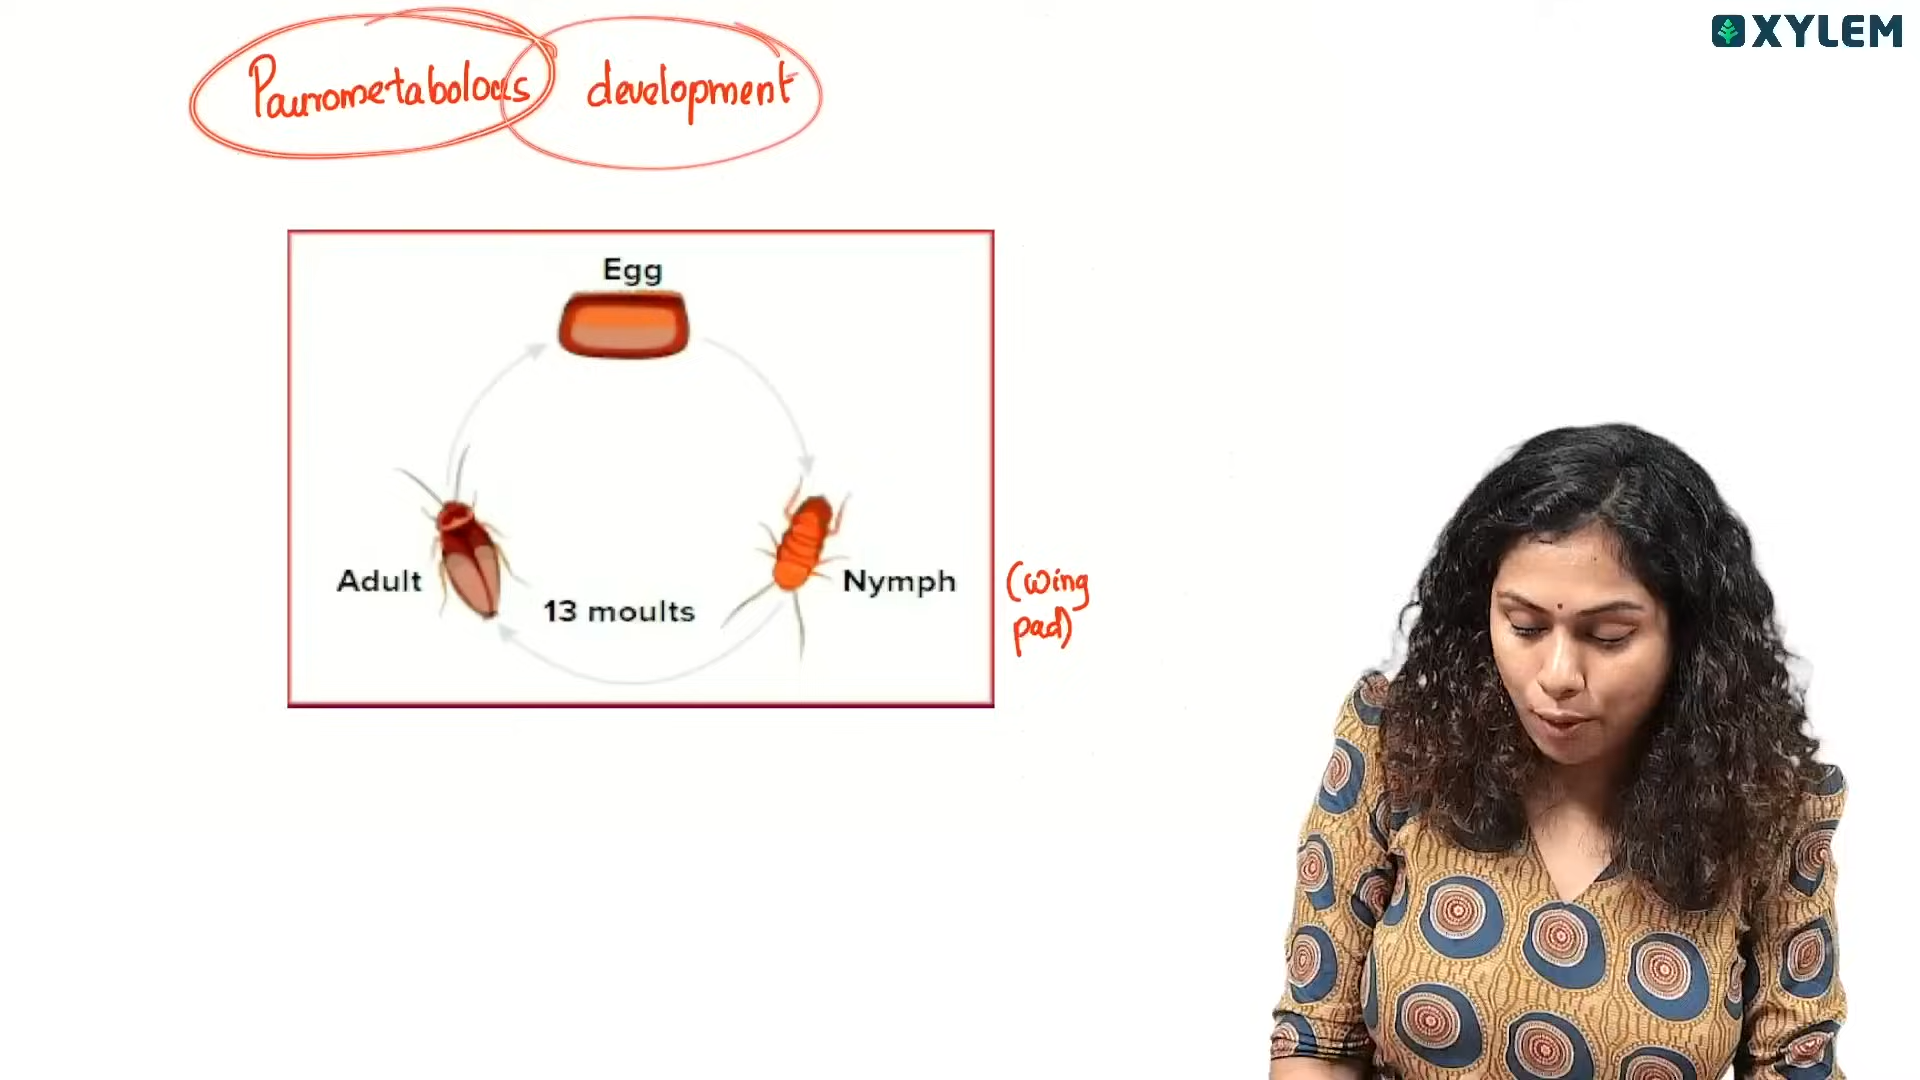 XYLEM
Paurometabolous development
Egg
Adult
Nymph
13 moults
(wing
pad)